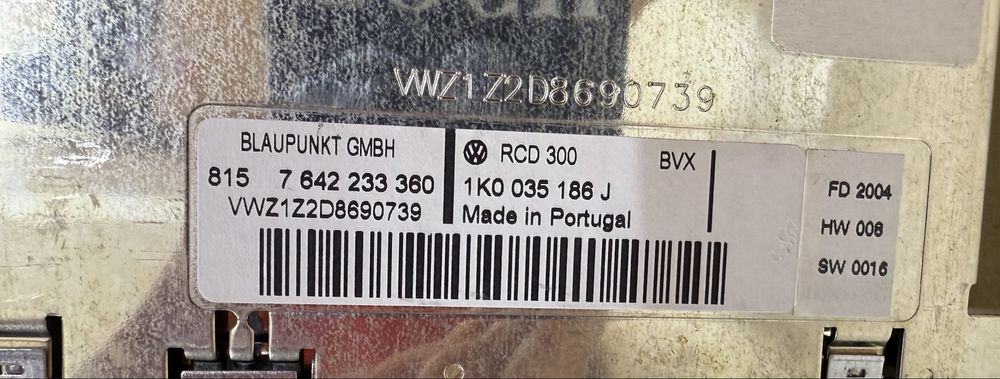 VWZ1Z2D8690739
BLAUPUNKT GMBH
815 7 642 233 360
VWZ1Z2D8690739
RCD 300 BVX
1K0 035 186 J
Made in Portugal
FD 2004
HW 008
SW 0016